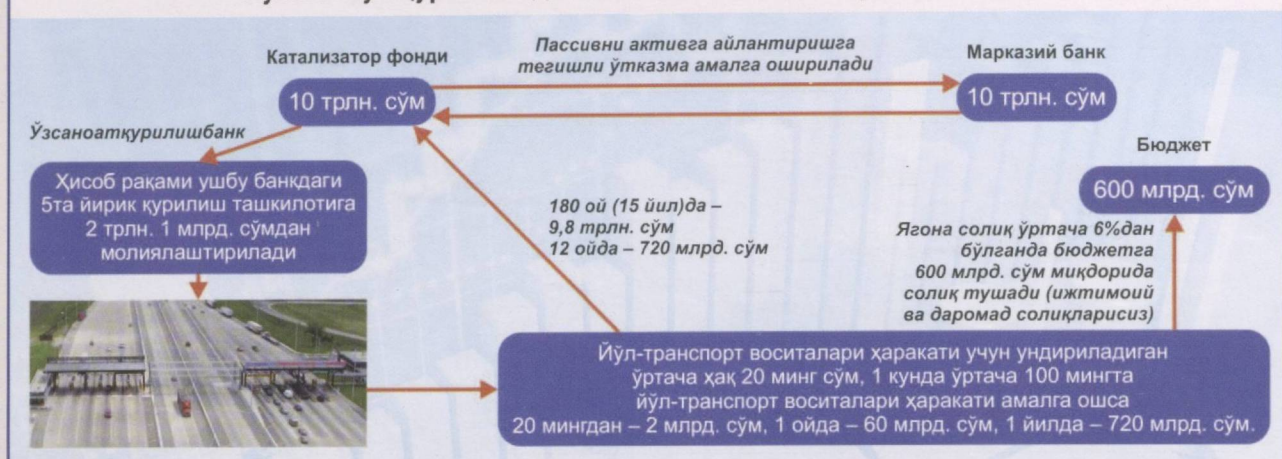 Катализатор фонди
10 трлн. сўм
Пассивни активга айлантиришга
тегишли ўтказма амалга оширилади
Марказий банк
10 трлн. сўм
Ўзсаноатқурилишбанк
Ҳисоб рақами ушбу банкдаги
5та йирик қурилиш ташкилотига
2 трлн. 1 млрд. сўмдан
молиялаштирилади
180 ой (15 йил)да –
9,8 трлн. сўм
12 ойда – 720 млрд. сўм
Бюджет
600 млрд. сўм
Ягона солиқ ўртача 6%дан
бўлганда бюджетга
600 млрд. сўм миқдорида
солиқ тушади (ижтимоий
ва даромад солиқларисиз)
Йўл-транспорт воситалари ҳаракати учун ундириладиган
ўртача ҳақ 20 минг сўм, 1 кунда ўртача 100 мингта
йўл-транспорт воситалари ҳаракати амалга ошса
20 мингдан – 2 млрд. сўм, 1 ойда – 60 млрд. сўм, 1 йилда – 720 млрд. сўм.